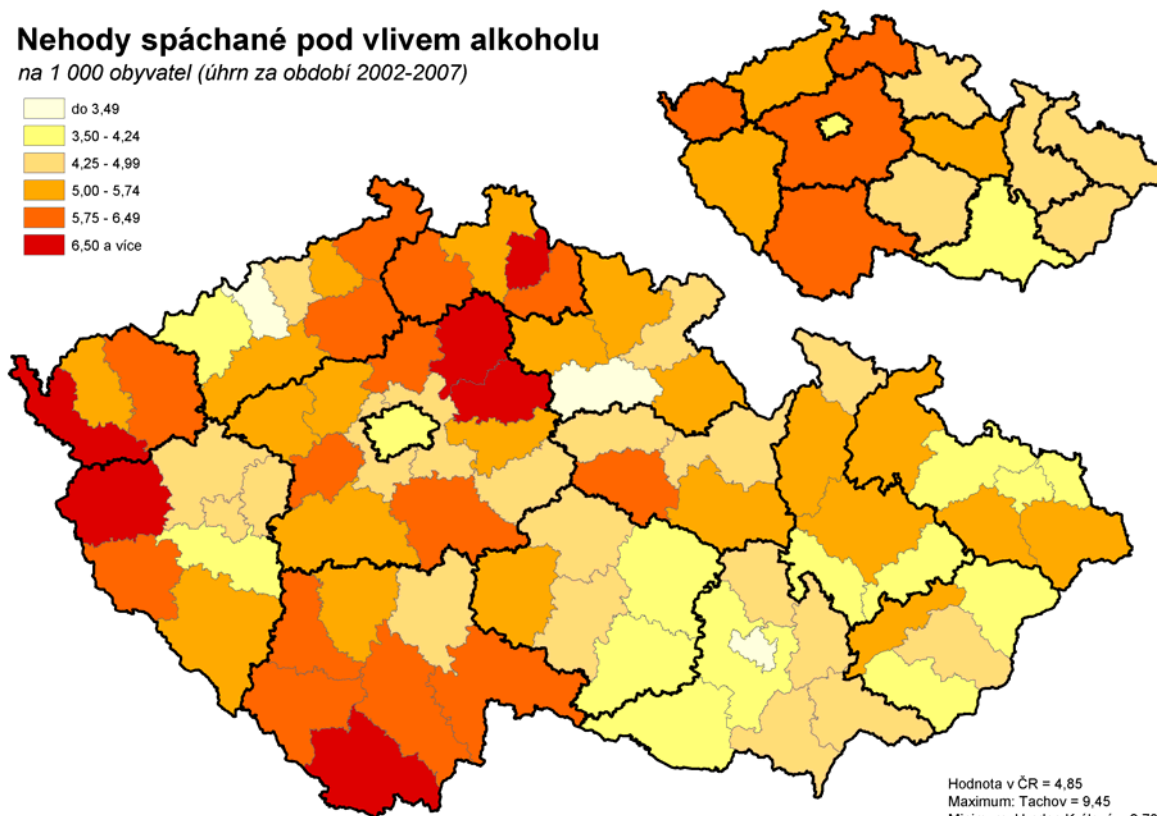 Nehody spáchané pod vlivem alkoholu
na 1 000 obyvatel (úhrn za období 2002-2007)
do 3,49
3,50 - 4,24
4,25 - 4,99
5,00 - 5,74
5,75 - 6,49
6,50 a více
Hodnota v ČR = 4,85
Maximum: Tachov = 9,45